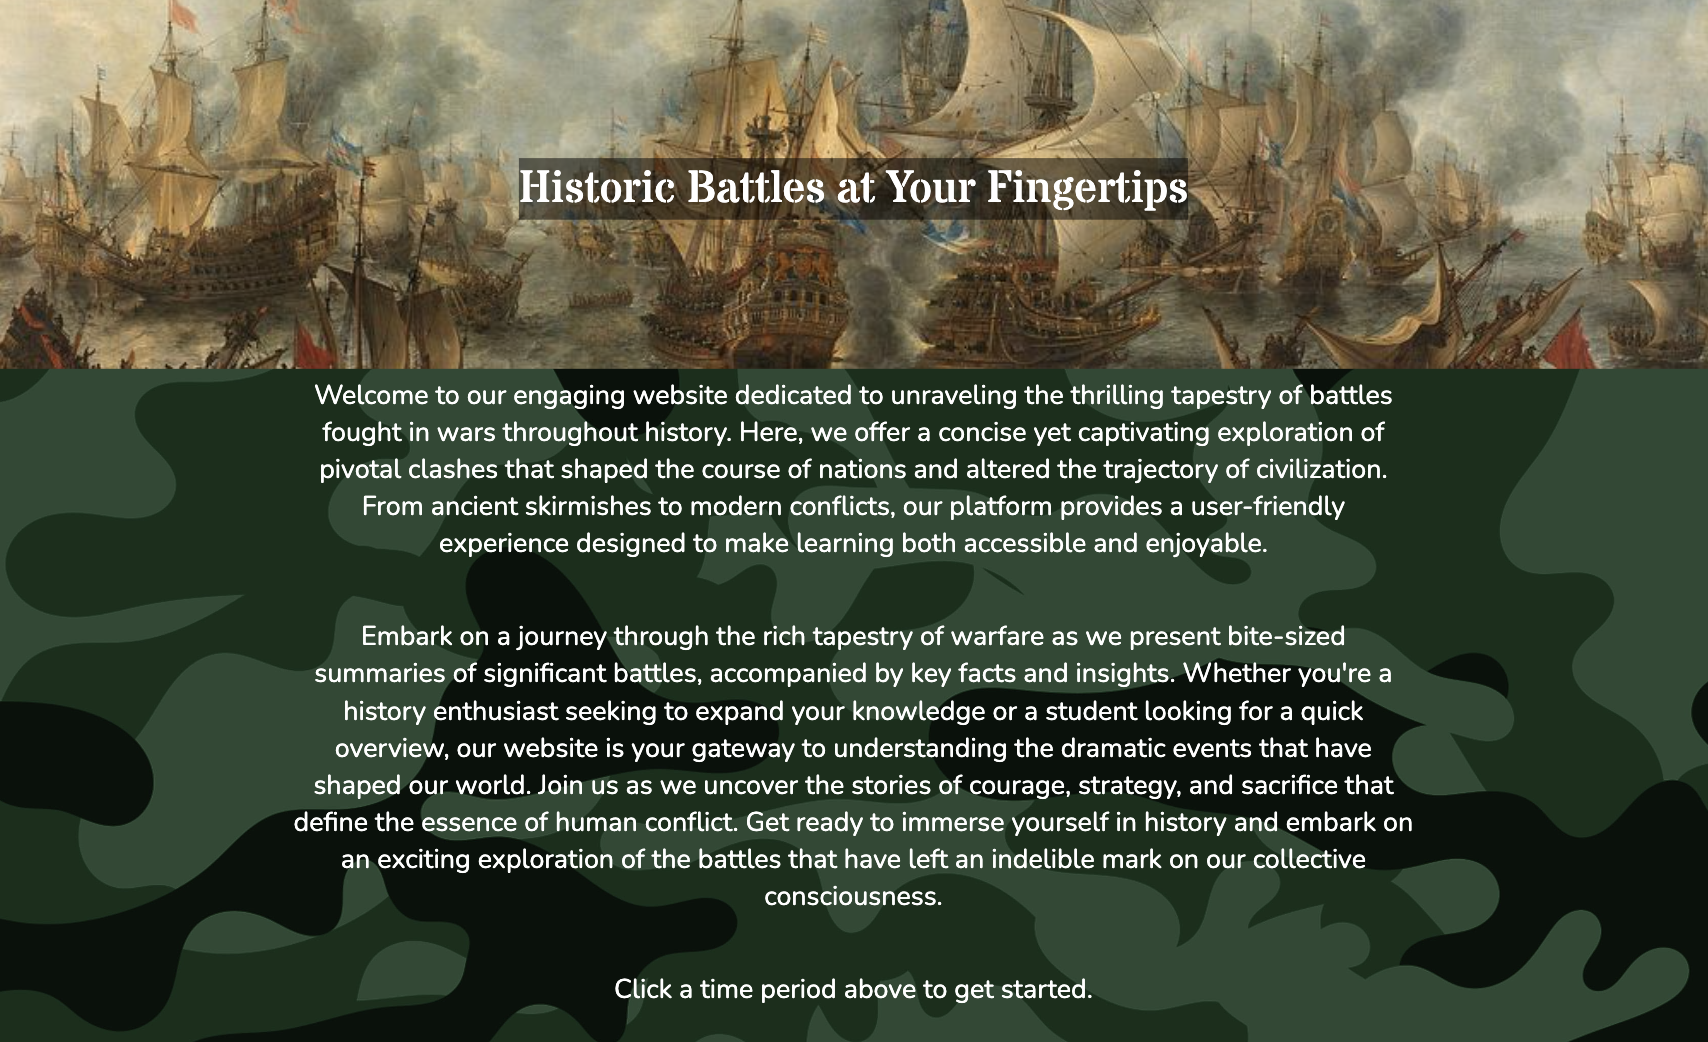 Historic Battles at Your Fingertips
Welcome to our engaging website dedicated to unraveling the thrilling tapestry of battles
fought in wars throughout history. Here, we offer a concise yet captivating exploration of
pivotal clashes that shaped the course of nations and altered the trajectory of civilization.
From ancient skirmishes to modern conflicts, our platform provides a user-friendly
experience designed to make learning both accessible and enjoyable.
Embark on a journey through the rich tapestry of warfare as we present bite-sized
summaries of significant battles, accompanied by key facts and insights. Whether you're a
history enthusiast seeking to expand your knowledge or a student looking for a quick
overview, our website is your gateway to understanding the dramatic events that have
shaped our world. Join us as we uncover the stories of courage, strategy, and sacrifice that
define the essence of human conflict. Get ready to immerse yourself in history and embark on
an exciting exploration of the battles that have left an indelible mark on our collective
consciousness.
Click a time period above to get started.